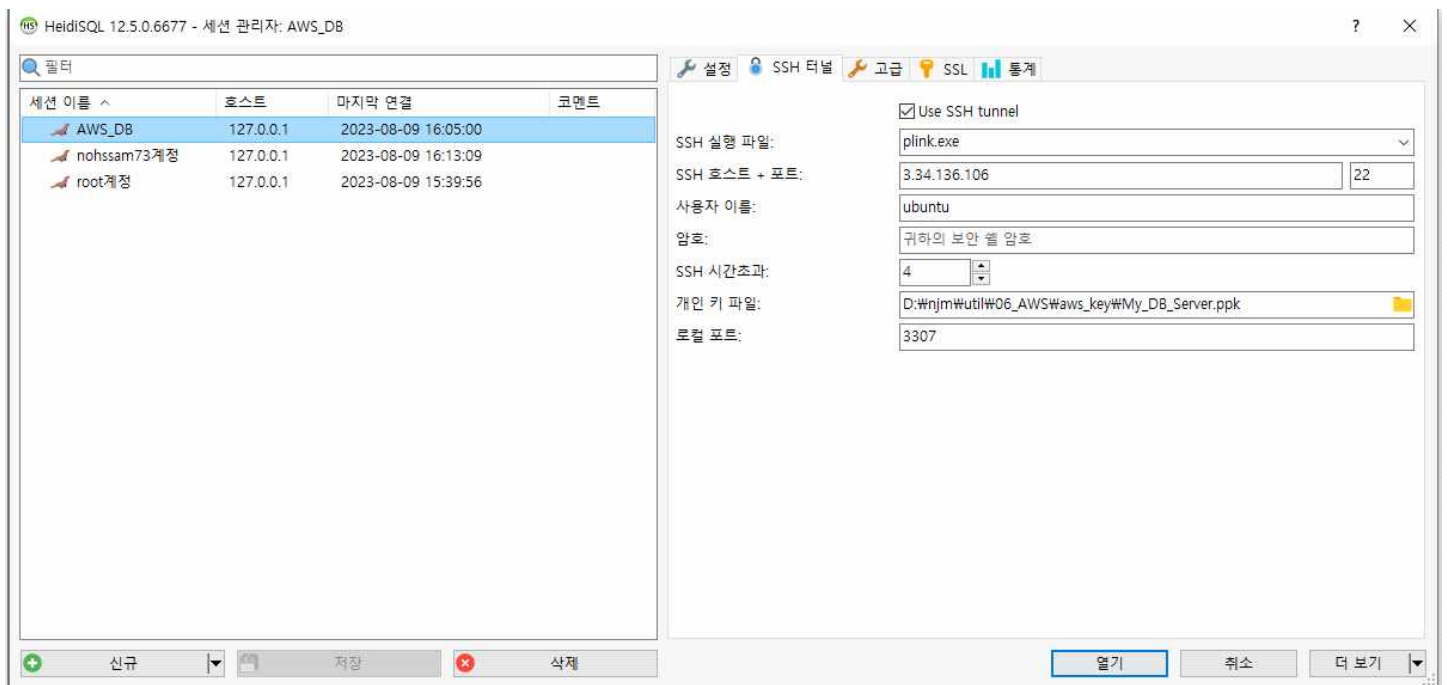 HeidiSQL 12.5.0.6677 - 세션 관리자: AWS_DB
필터
세션 이름 호스트 마지막 연결 코멘트
AWS_DB 127.0.0.1 2023-08-09 16:05:00
nohssam73계정 127.0.0.1 2023-08-09 16:13:09
root계정 127.0.0.1 2023-08-09 15:39:56
신규 저장 삭제
설정 SSH 터널 고급 SSL 통계
Use SSH tunnel
SSH 실행 파일: plink.exe
SSH 호스트 + 포트: 3.34.136.106 22
사용자 이름: ubuntu
암호: 귀하의 보안 쉘 암호
SSH 시간초과: 4
개인 키 파일: D:₩njm₩util₩06_AWS₩aws_key₩My_DB_Server.ppk
로컬 포트: 3307
열기 취소 더 보기